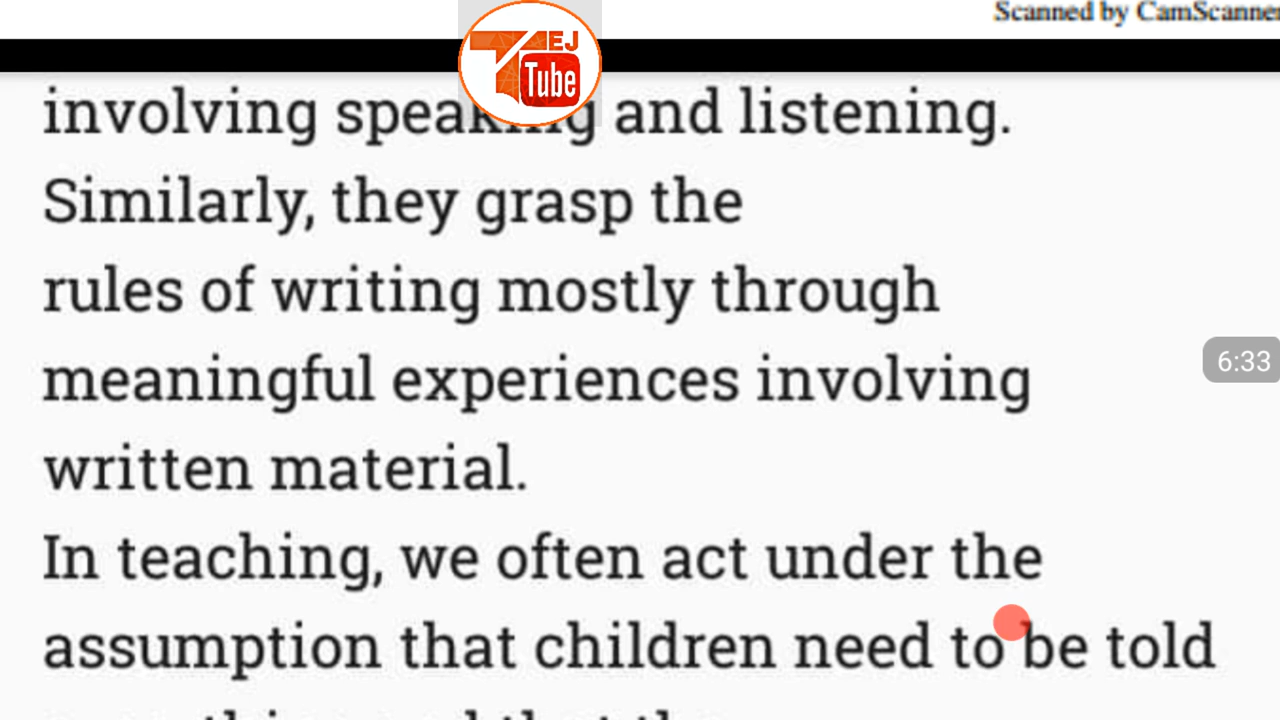 Scanned by CamScanner
TEJ
Tube
involving speaking and listening.
Similarly, they grasp the
rules of writing mostly through
meaningful experiences involving
6:33
written material.
In teaching, we often act under the
assumption that children need to be told